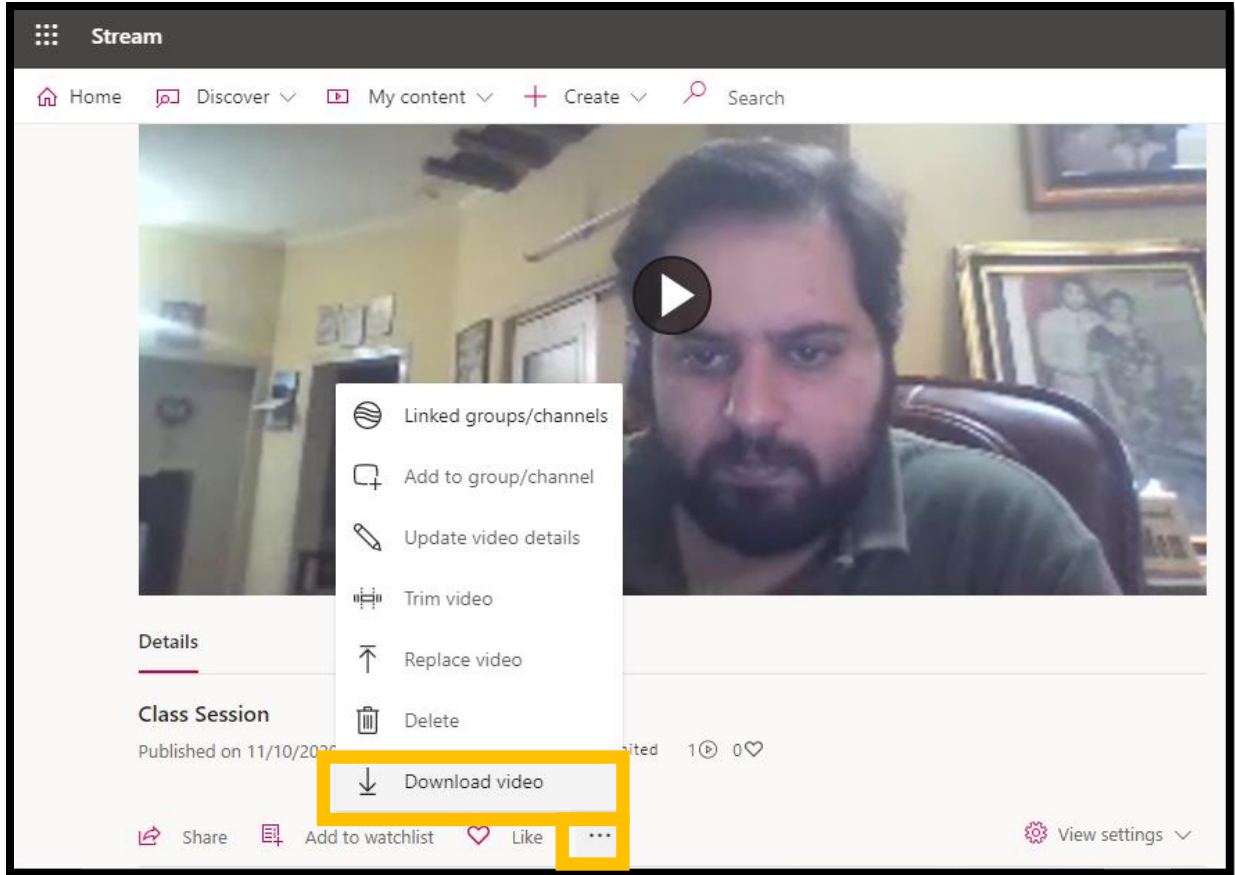 Stream
Home Discover My content Create Search
Linked groups/channels
Add to group/channel
Update video details
Trim video
Details
Replace video
Class Session
Delete
Published on 11/10/202 ited 1 0
Download video
Share Add to watchlist Like ... View settings